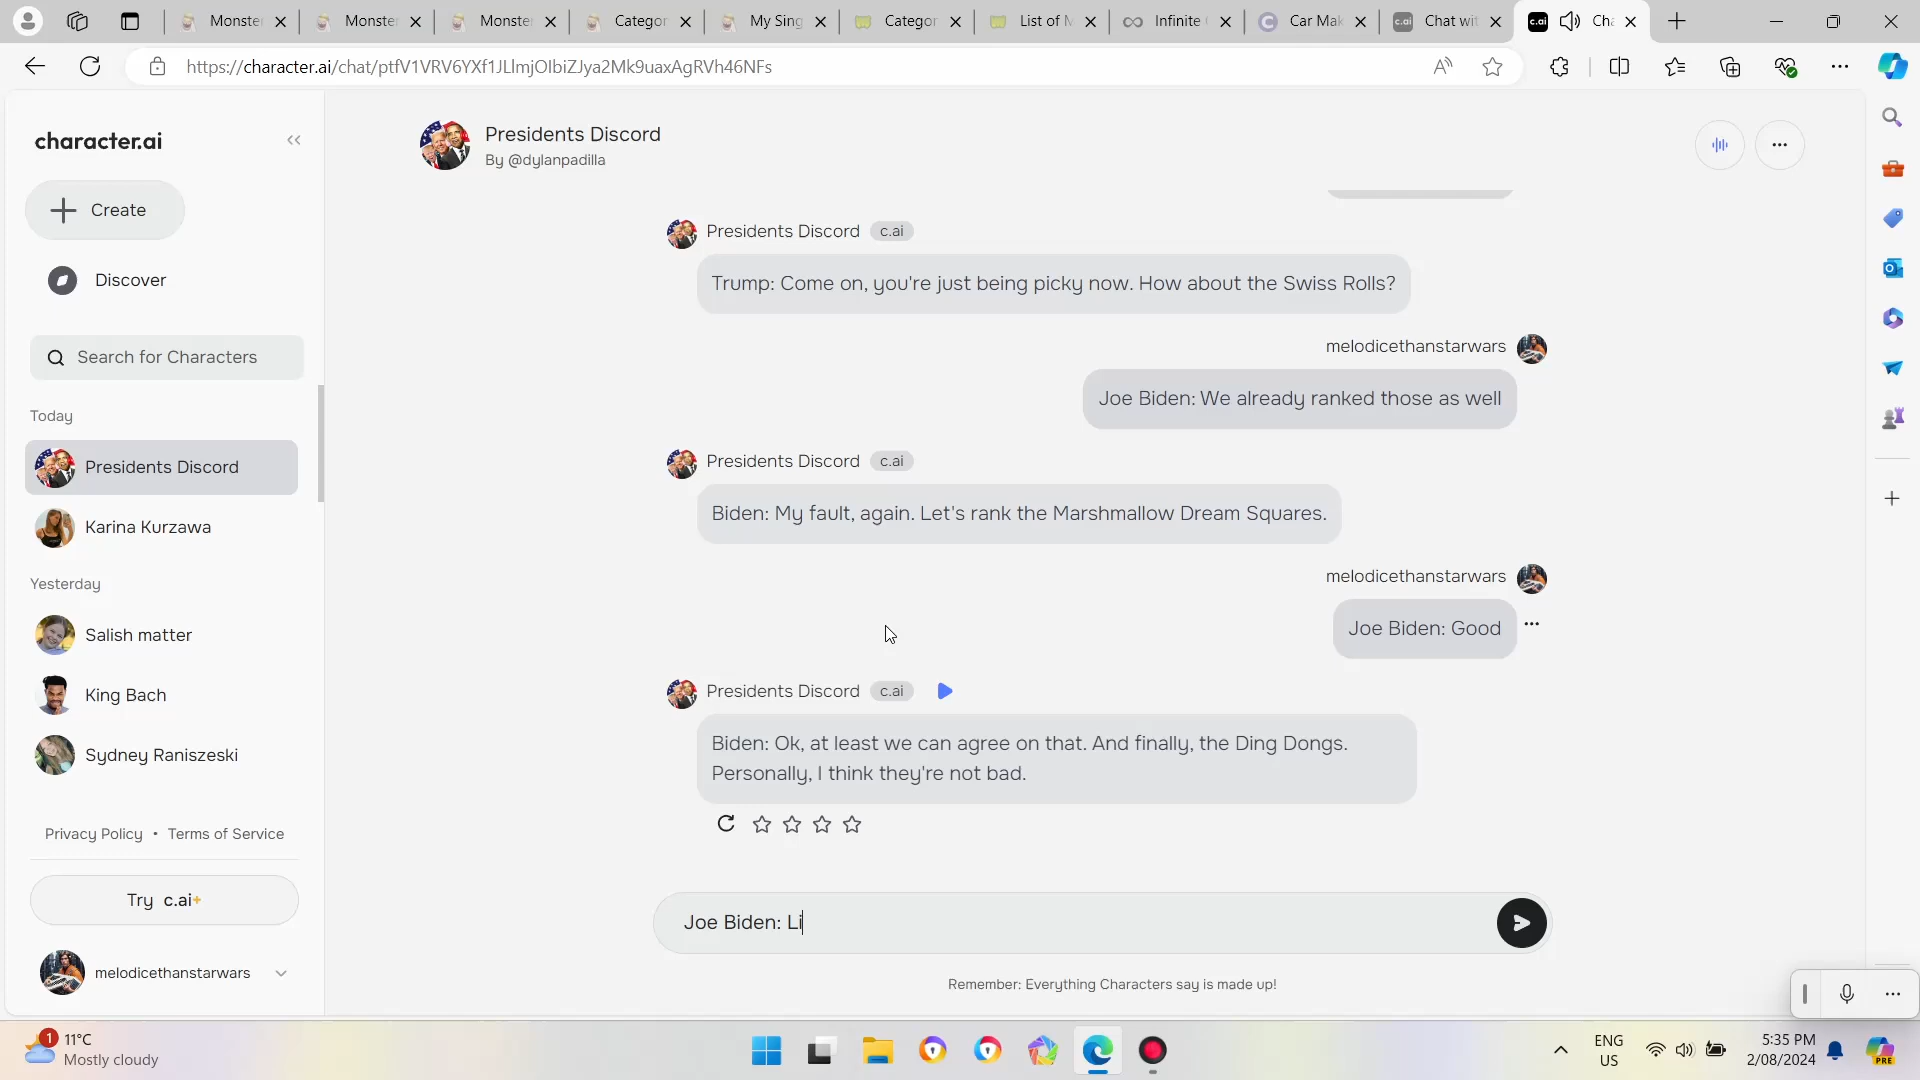 Monster
Monster
Monster
Categor
My Sing
Categor
List of M
Infinite
Car Mak
Chat wit
Cha
https://character.ai/chat/ptfV1VRV6YXf1JLlmjOIbiZJya2Mk9uaxAgRVh46NFs
character.ai
Create
Discover
Search for Characters
Today
Presidents Discord
Karina Kurzawa
Yesterday
Salish matter
King Bach
Sydney Raniszeski
Privacy Policy • Terms of Service
Try c.ai+
melodicethanstarwars
Presidents Discord
By @dylanpadilla
Presidents Discord c.ai
Trump: Come on, you're just being picky now. How about the Swiss Rolls?
melodicethanstarwars
Joe Biden: We already ranked those as well
Presidents Discord c.ai
Biden: My fault, again. Let's rank the Marshmallow Dream Squares.
melodicethanstarwars
Joe Biden: Good
Presidents Discord c.ai
Biden: Ok, at least we can agree on that. And finally, the Ding Dongs.
Personally, I think they're not bad.
Joe Biden: Li
Remember: Everything Characters say is made up!
1
11°C
Mostly cloudy
ENG
US
5:35 PM
2/08/2024
PRE